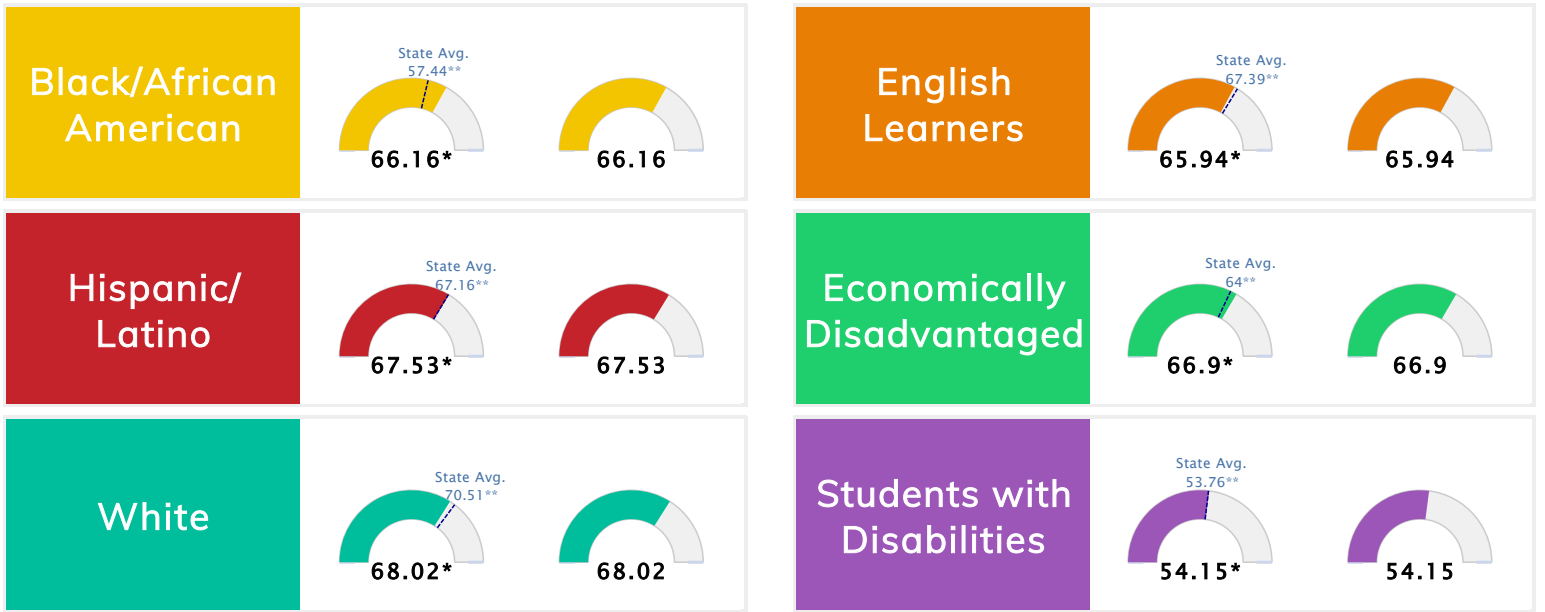 Black/African
American
State Avg.
57.44**
66.16*
66.16
English
Learners
State Avg.
67.39**
65.94*
65.94
Hispanic/
Latino
State Avg.
67.16**
67.53*
67.53
Economically
Disadvantaged
State Avg.
64**
66.9*
66.9
White
State Avg.
70.51**
68.02*
68.02
Students with
Disabilities
State Avg.
53.76**
54.15*
54.15